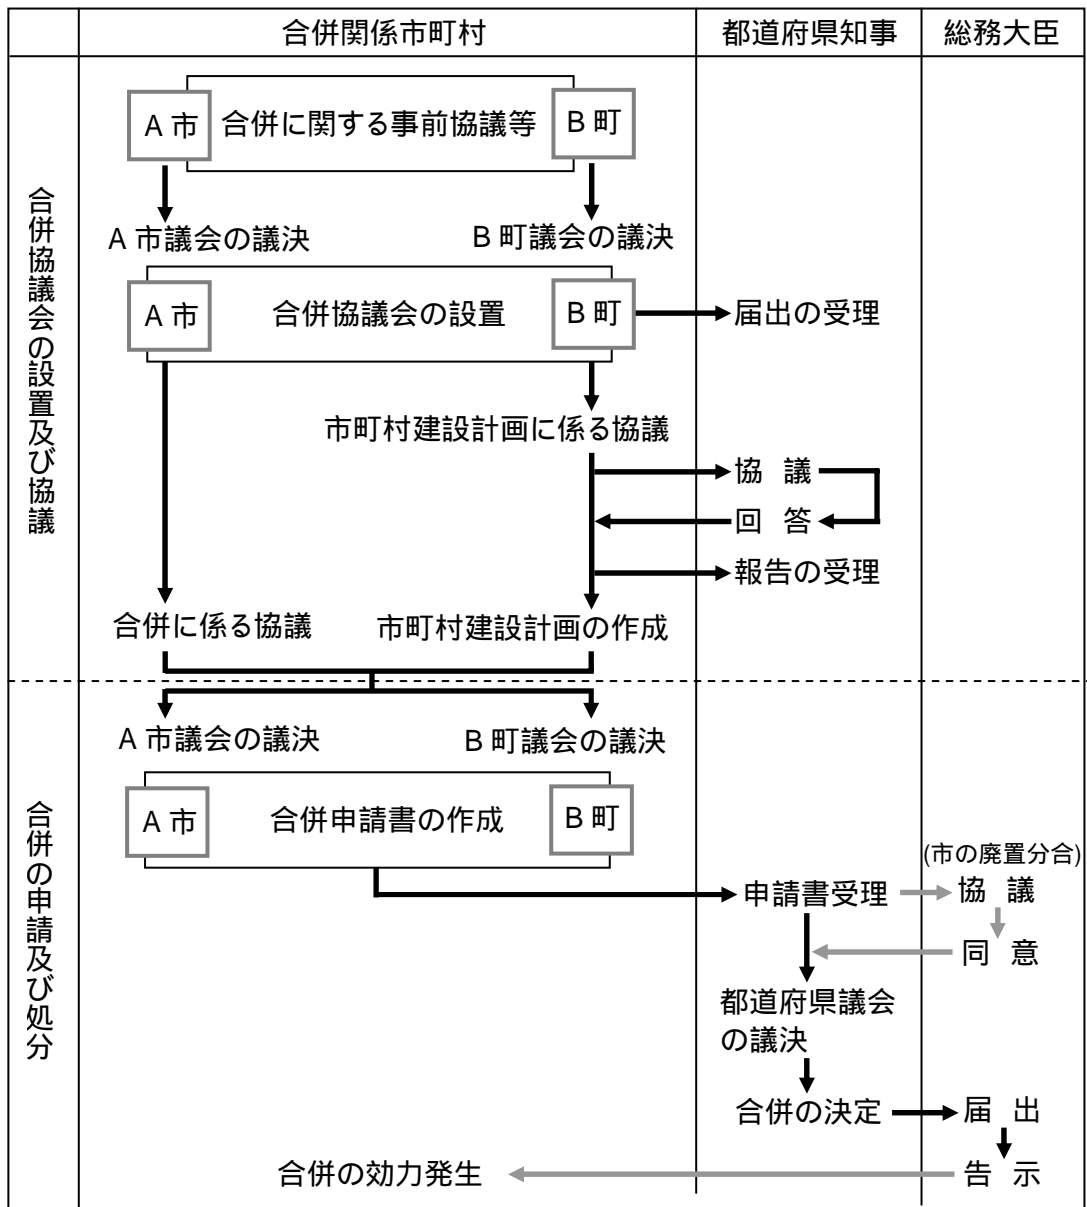 合併関係市町村
都道府県知事
総務大臣
合併協議会の設置及び協議
A市
合併に関する事前協議等
B町
A市議会の議決
B町議会の議決
A市
合併協議会の設置
B町
届出の受理
市町村建設計画に係る協議
協 議
回 答
報告の受理
合併に係る協議
市町村建設計画の作成
合併の申請及び処分
A市議会の議決
B町議会の議決
A市
合併申請書の作成
B町
(市の廃置分合)
申請書受理
協 議
同 意
都道府県議会
の議決
合併の決定
届 出
合併の効力発生
告 示